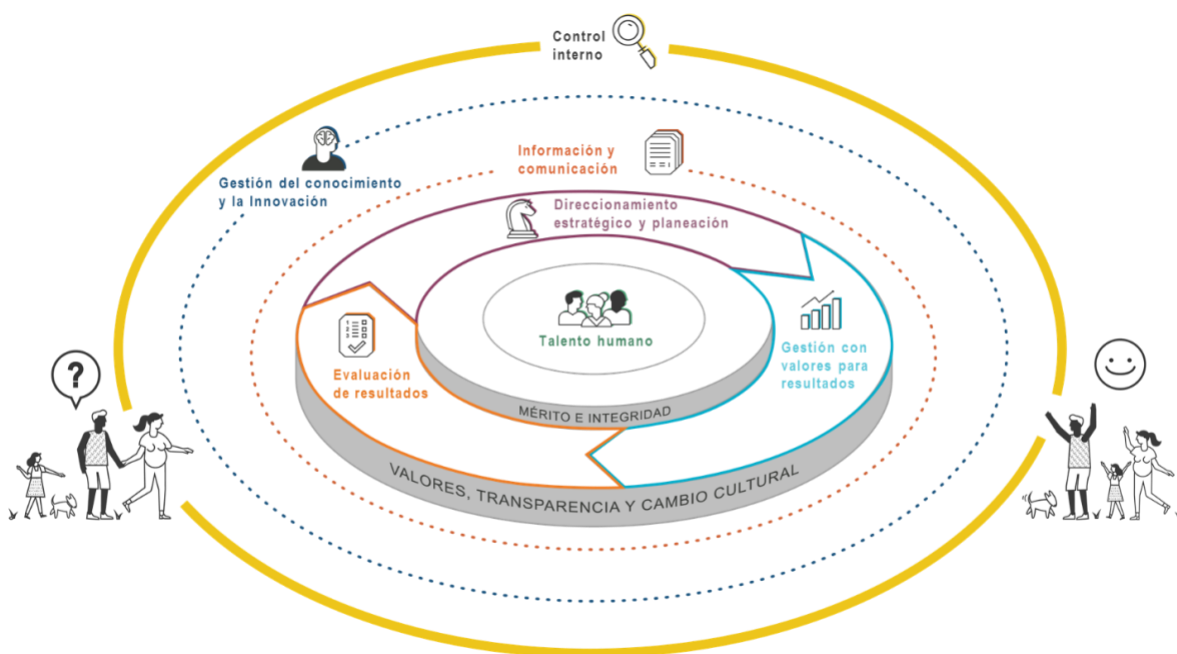 Control
interno
Información y
comunicación
Gestión del conocimiento
y la Innovación
Direccionamiento
estratégico y planeación
Talento humano
Gestión con
valores para
resultados
Evaluación
de resultados
MÉRITO E INTEGRIDAD
VALORES, TRANSPARENCIA Y CAMBIO CULTURAL
?